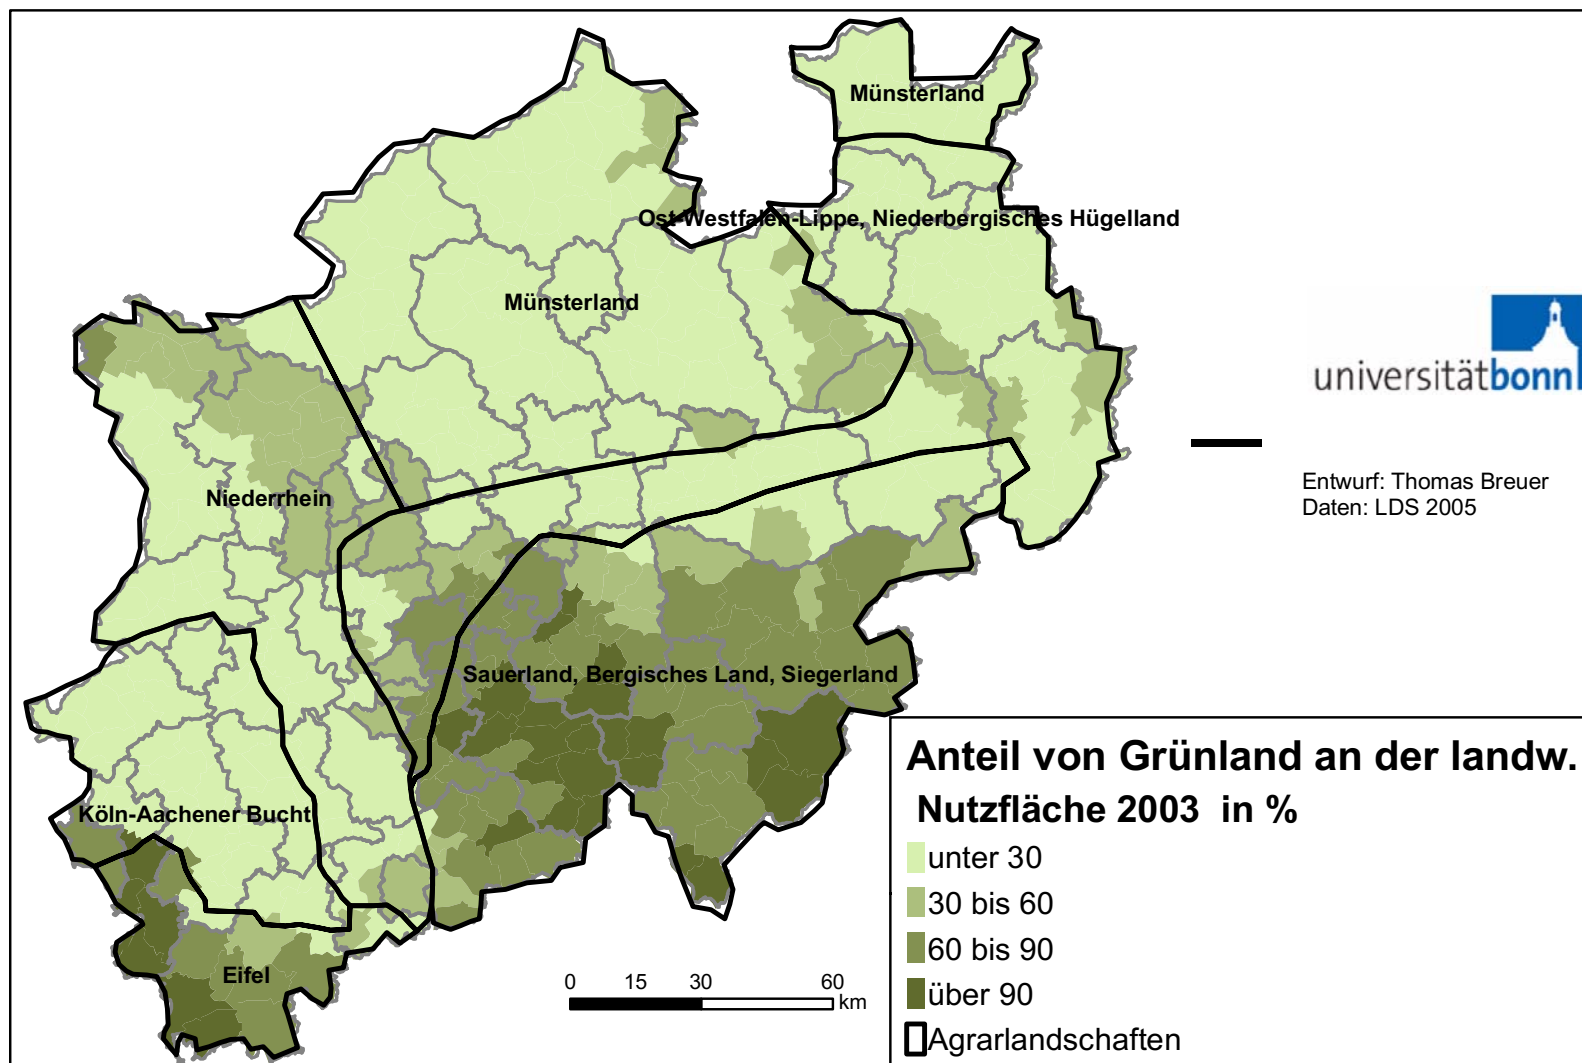 Münsterland
Ost-Westfalen-Lippe, Niederbergisches Hügelland
Münsterland
universitätbonn
Entwurf: Thomas Breuer
Daten: LDS 2005
Niederrhein
Sauerland, Bergisches Land, Siegerland
Köln-Aachener Bucht
Eifel
0 15 30 60
km
Anteil von Grünland an der landw.
Nutzfläche 2003 in %
unter 30
30 bis 60
60 bis 90
über 90
Agrarlandschaften